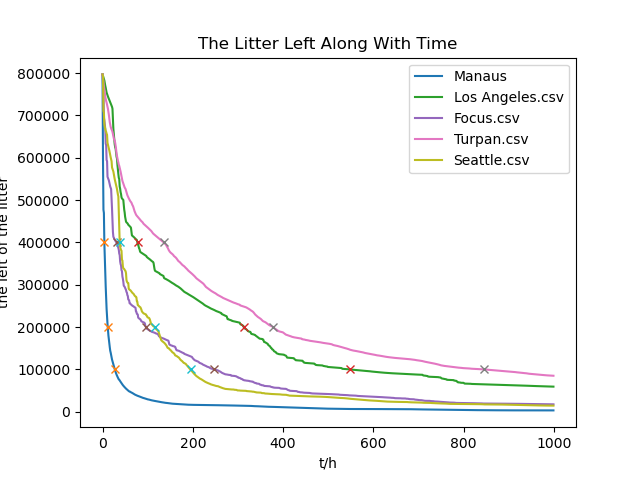 The Litter Left Along With Time
800000
700000
600000
500000
400000
300000
200000
100000
0
the left of the litter
Manaus
Los Angeles.csv
Focus.csv
Turpan.csv
Seattle.csv
0 200 400 600 800 1000
t/h